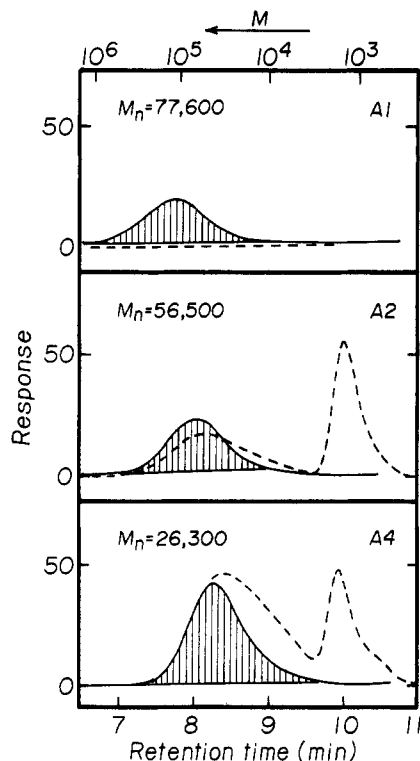 M
10⁶ 10⁵ 10⁴ 10³
Mn=77,600 A1
50
0
Mn=56,500 A2
50
0
Response
Mn=26,300 A4
50
0
7 8 9 10 11
Retention time (min)